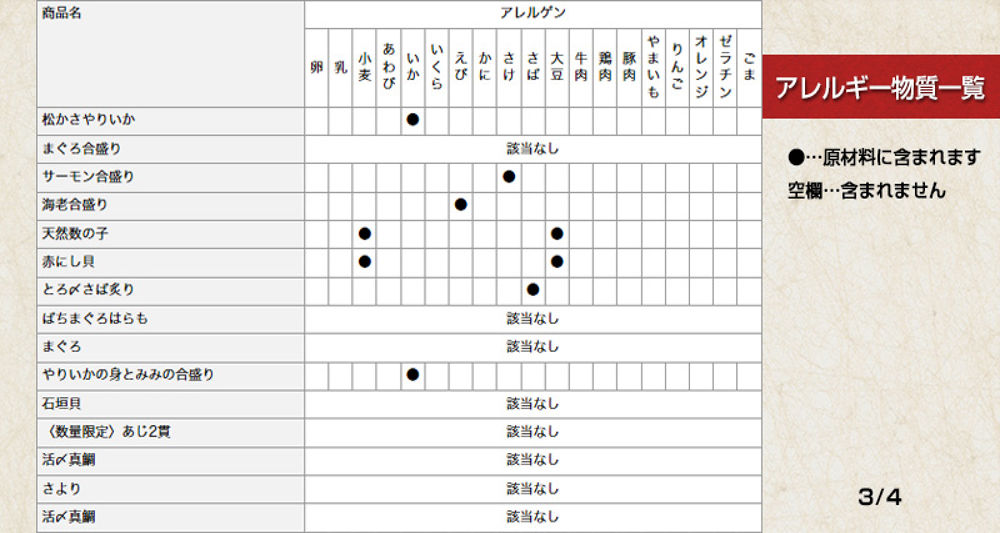 商品名 アレルゲン
卵 乳 小麦 あわび いか いくら えび かに さけ さば 大豆 牛肉 鶏肉 豚肉 やまいも りんご オレンジ ゼラチン ごま
松かさやりいか ●
まぐろ合盛り 該当なし
サーモン合盛り ●
海老合盛り ●
天然数の子 ● ●
赤にし貝 ● ●
とろ〆さば炙り ●
ばちまぐろはらも 該当なし
まぐろ 該当なし
やりいかの身とみみの合盛り ●
石垣貝 該当なし
〈数量限定〉あじ2貫 該当なし
活〆真鯛 該当なし
さより 該当なし
活〆真鯛 該当なし
アレルギー物質一覧
●…原材料に含まれます
空欄…含まれません
3/4